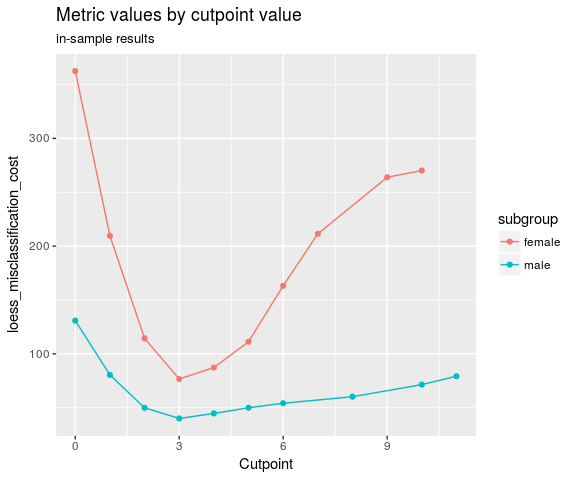 Metric values by cutpoint value
in-sample results
loess_misclassification_cost
300
200
100
0
3
6
9
Cutpoint
subgroup
female
male